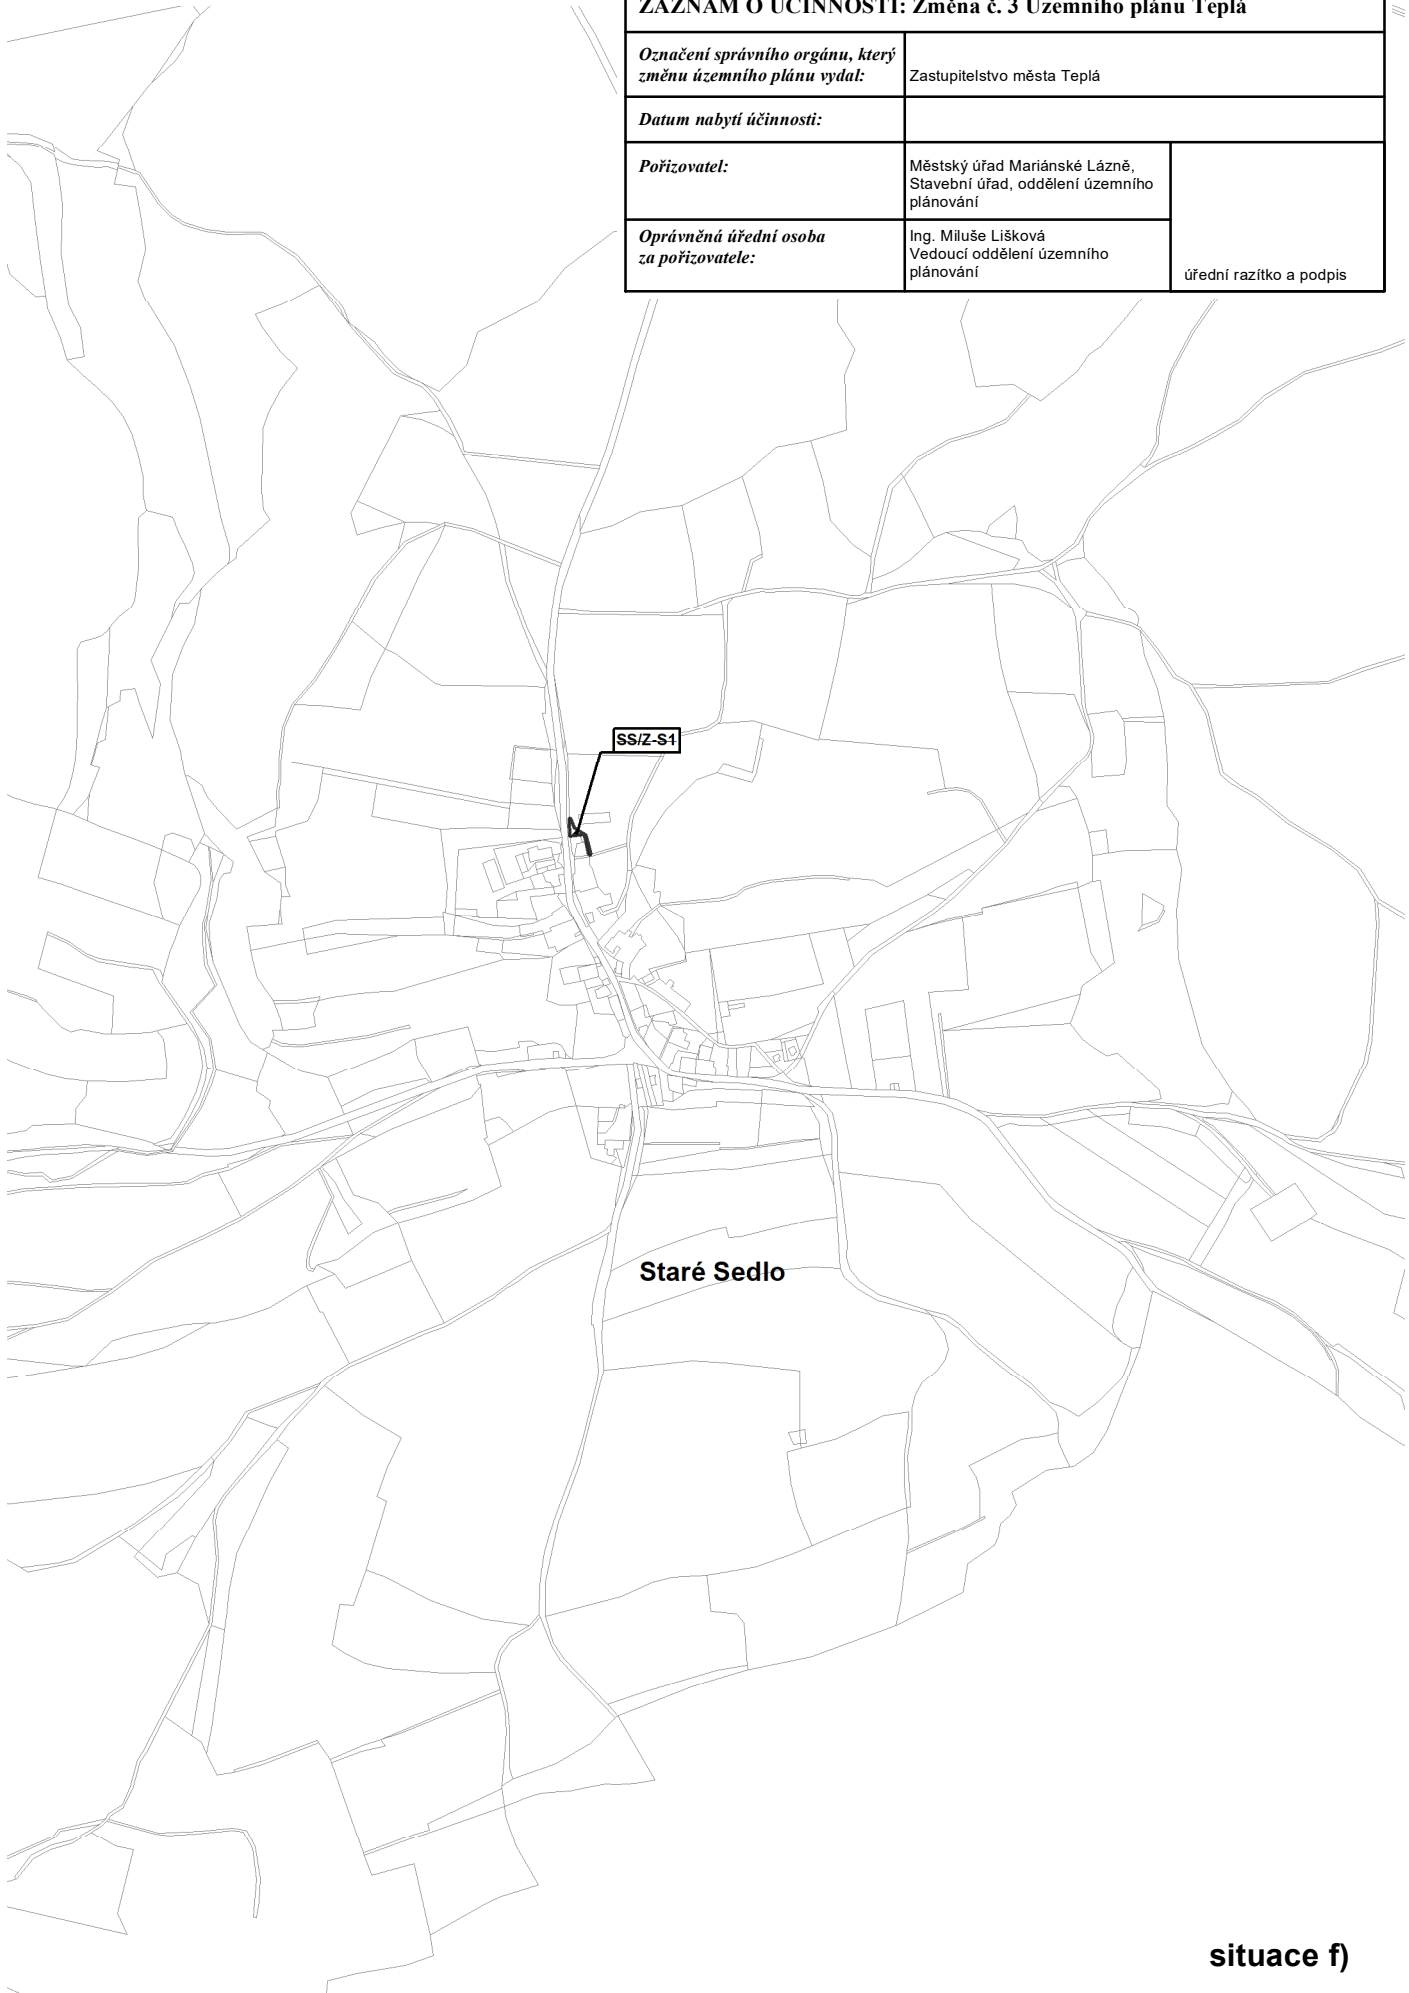 ZÁZNAM O ÚČINNOSTI: Změna č. 3 Územního plánu Teplá
Označení správního orgánu, který
změnu územního plánu vydal:
Zastupitelstvo města Teplá
Datum nabytí účinnosti:
Pořizovatel:
Městský úřad Mariánské Lázně,
Stavební úřad, oddělení územního
plánování
Oprávněná úřední osoba
za pořizovatele:
Ing. Miluše Lišková
Vedoucí oddělení územního
plánování
úřední razítko a podpis
SS/Z-S1
Staré Sedlo
situace f)